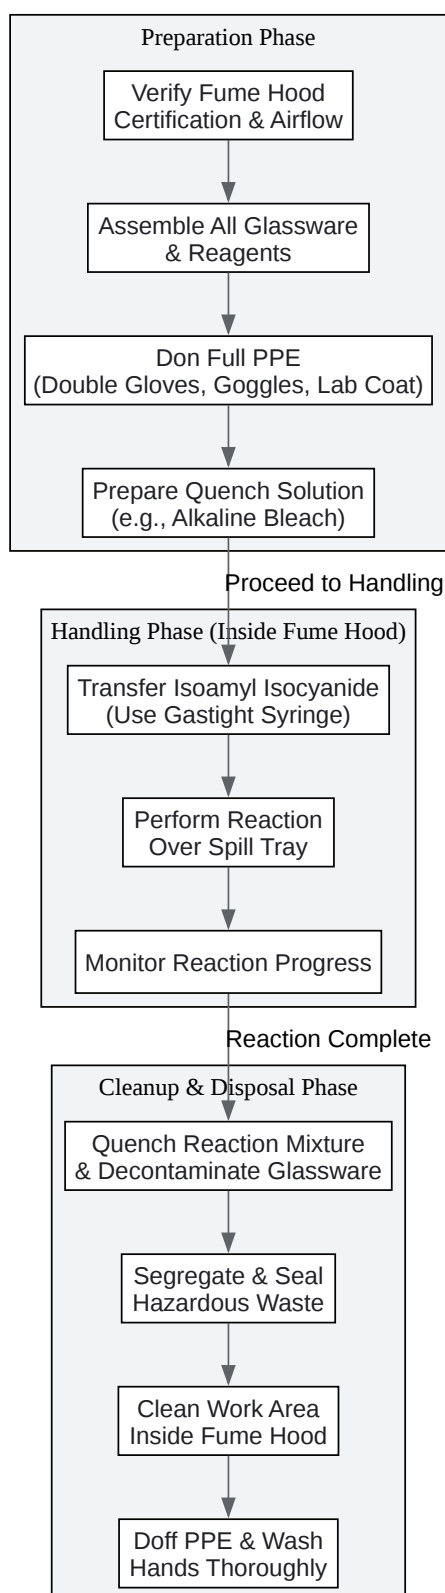 Preparation Phase
Verify Fume Hood
Certification & Airflow
Assemble All Glassware
& Reagents
Don Full PPE
(Double Gloves, Goggles, Lab Coat)
Prepare Quench Solution
(e.g., Alkaline Bleach)
Proceed to Handling
Handling Phase (Inside Fume Hood)
Transfer Isoamyl Isocyanide
(Use Gastight Syringe)
Perform Reaction
Over Spill Tray
Monitor Reaction Progress
Reaction Complete
Cleanup & Disposal Phase
Quench Reaction Mixture
& Decontaminate Glassware
Segregate & Seal
Hazardous Waste
Clean Work Area
Inside Fume Hood
Doff PPE & Wash
Hands Thoroughly